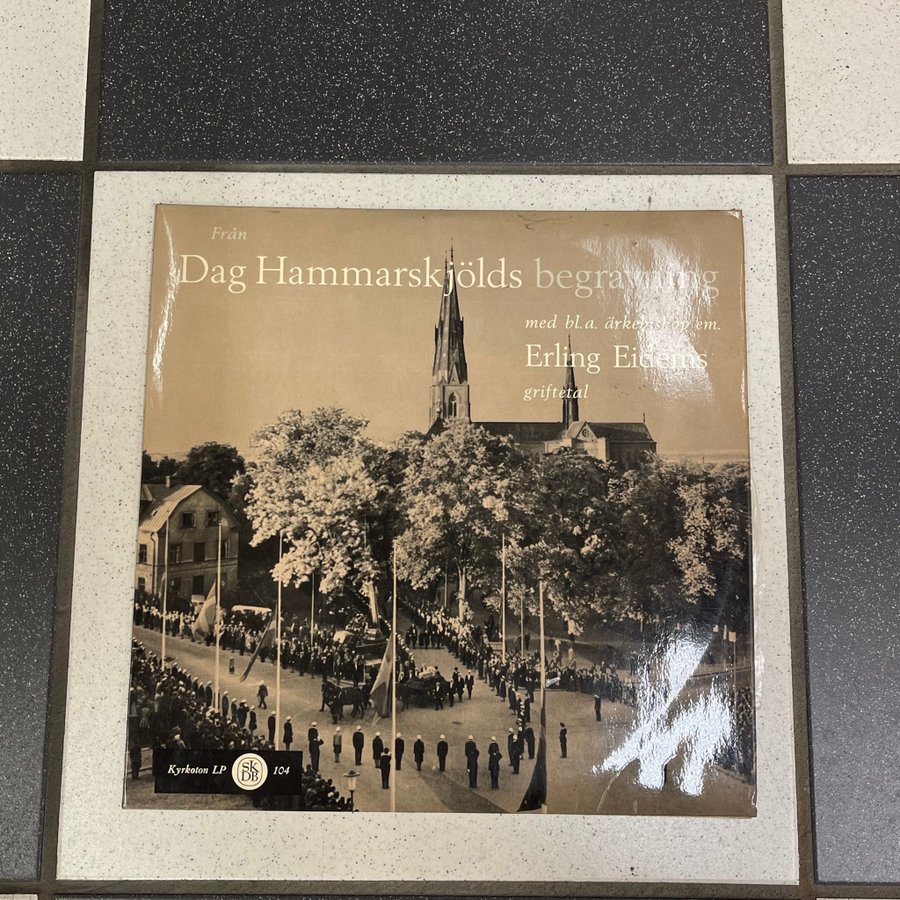 Från
Dag Hammarskjölds begravning
med bl.a. ärkebiskop em.
Erling Eidems
griftetal
Kyrkoton LP SKDB 104